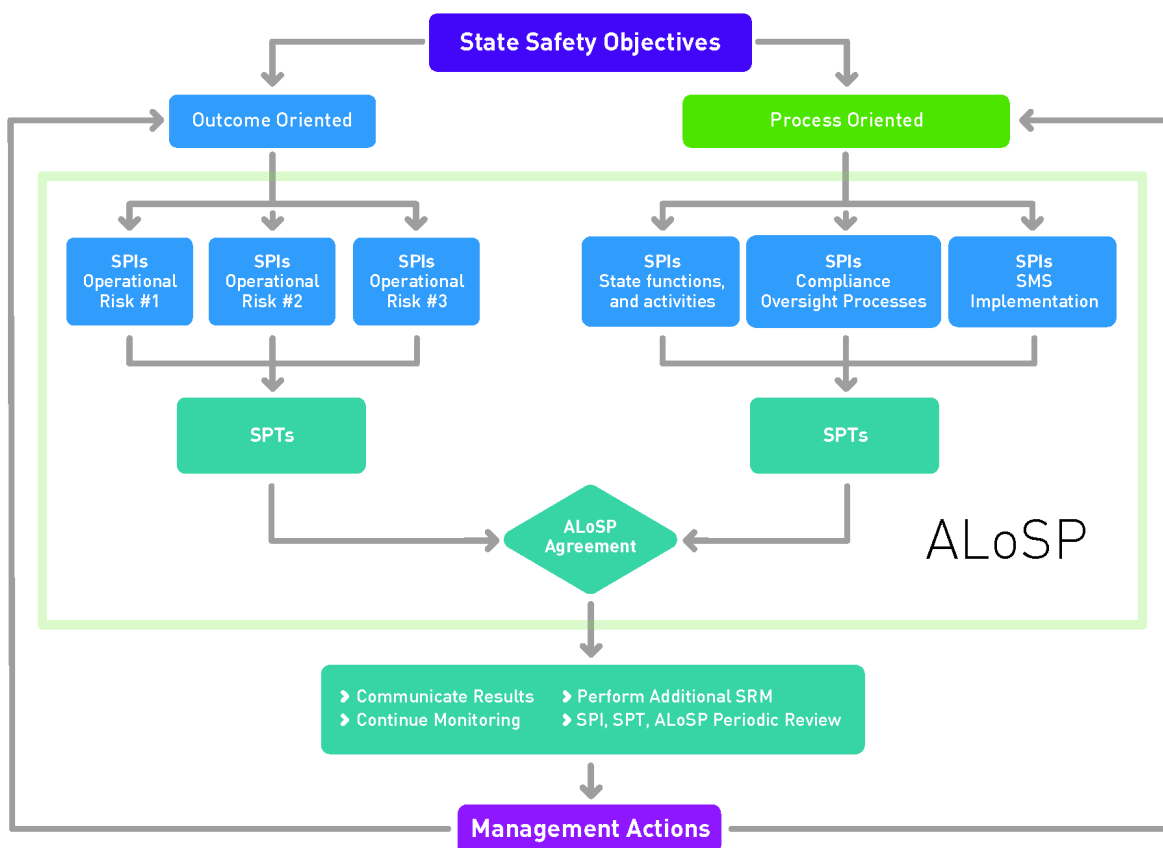 State Safety Objectives
Outcome Oriented
Process Oriented
SPIs
Operational
Risk #1
SPIs
Operational
Risk #2
SPIs
Operational
Risk #3
SPIs
State functions,
and activities
SPIs
Compliance
Oversight Processes
SPIs
SMS
Implementation
SPTs
SPTs
ALoSP
Agreement
ALoSP
Communicate Results
Continue Monitoring
Perform Additional SRM
SPI, SPT, ALoSP Periodic Review
Management Actions